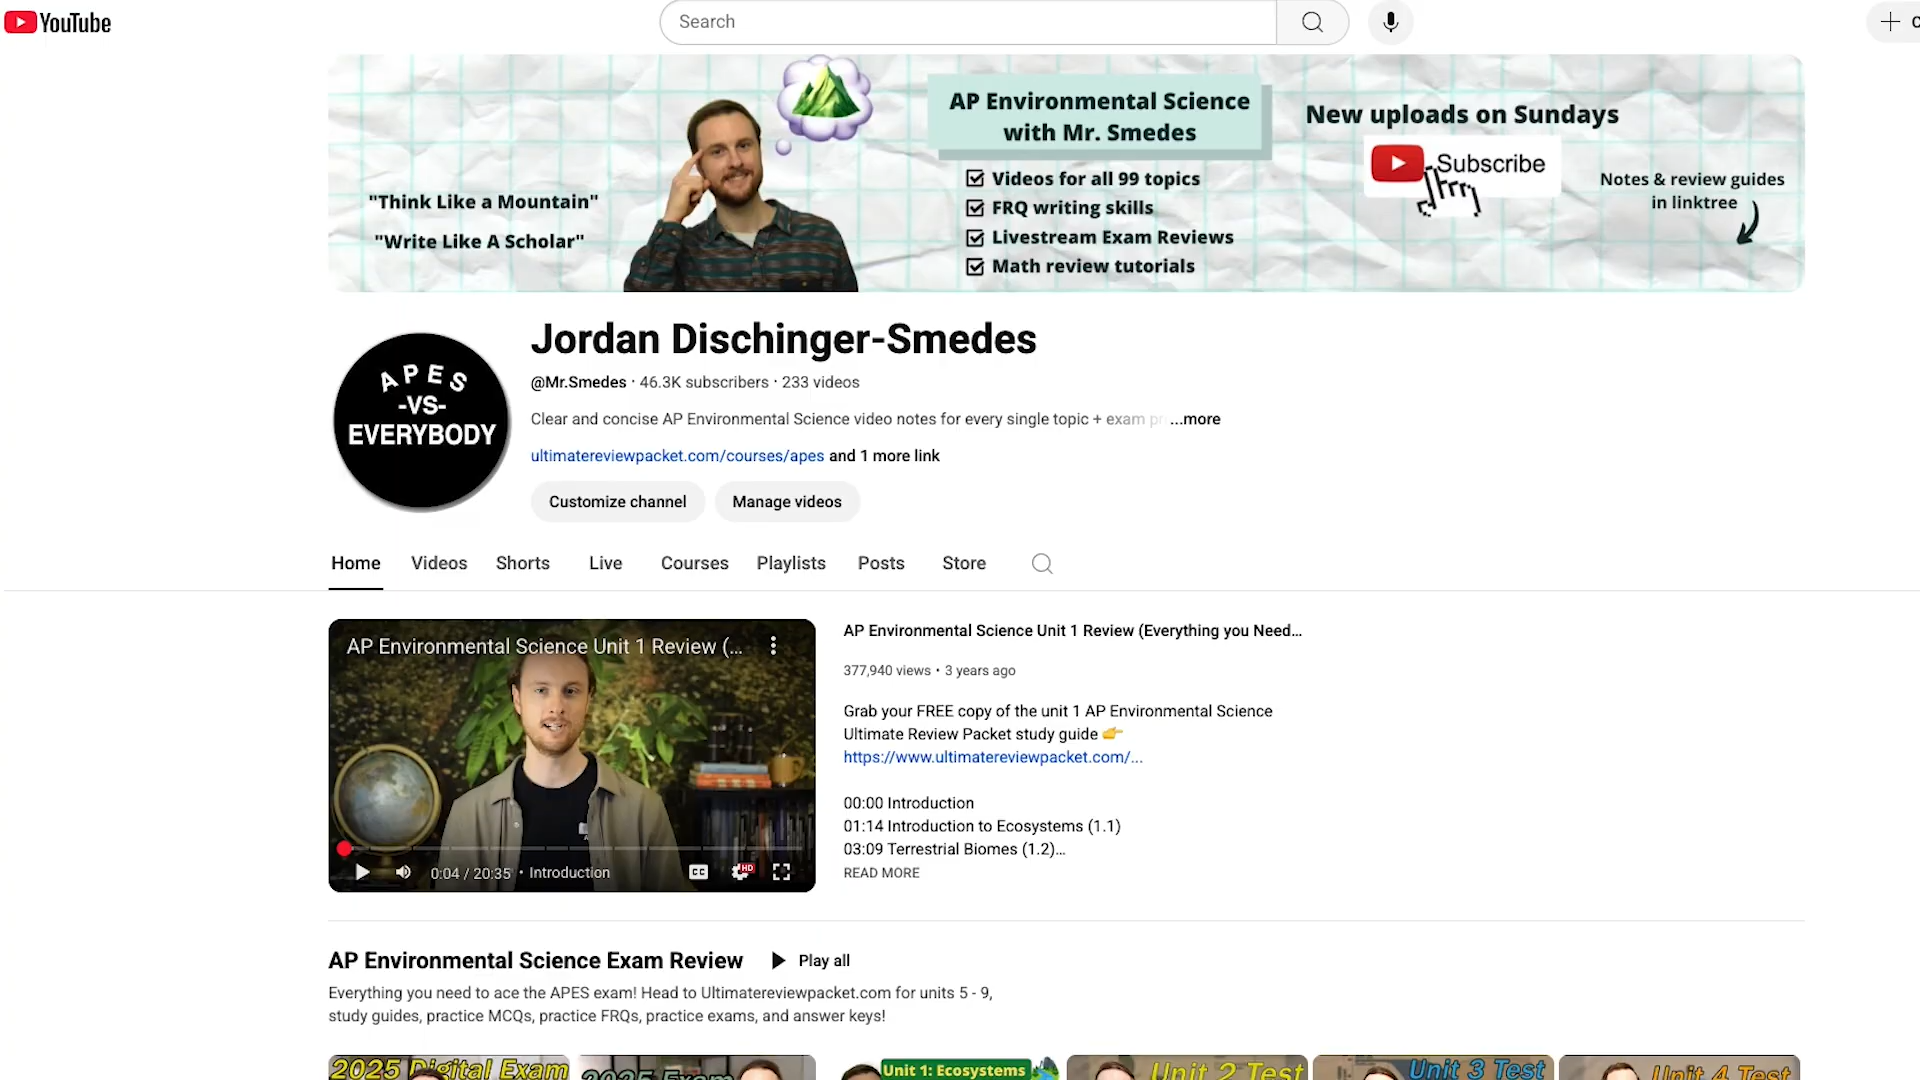 YouTube
Search
"Think Like a Mountain"
"Write Like A Scholar"
AP Environmental Science
with Mr. Smedes
Videos for all 99 topics
FRQ writing skills
Livestream Exam Reviews
Math review tutorials
New uploads on Sundays
Subscribe
Notes & review guides
in linktree
APES
-VS-
EVERYBODY
Jordan Dischinger-Smedes
@Mr.Smedes · 46.3K subscribers · 233 videos
Clear and concise AP Environmental Science video notes for every single topic + exam ...more
ultimatereviewpacket.com/courses/apes and 1 more link
Customize channel
Manage videos
Home Videos Shorts Live Courses Playlists Posts Store
AP Environmental Science Unit 1 Review (...
0:04 / 20:35 • Introduction
CC
HD
AP Environmental Science Unit 1 Review (Everything you Need...
377,940 views • 3 years ago
Grab your FREE copy of the unit 1 AP Environmental Science
Ultimate Review Packet study guide 👉
https://www.ultimatereviewpacket.com/...
00:00 Introduction
01:14 Introduction to Ecosystems (1.1)
03:09 Terrestrial Biomes (1.2)...
READ MORE
AP Environmental Science Exam Review
Play all
Everything you need to ace the APES exam! Head to Ultimatereviewpacket.com for units 5 - 9,
study guides, practice MCQs, practice FRQs, practice exams, and answer keys!
2025 Digital Exam
2025 Exam
Unit 1: Ecosystems
Unit 2 Test
Unit 3 Test
Unit 4 Test